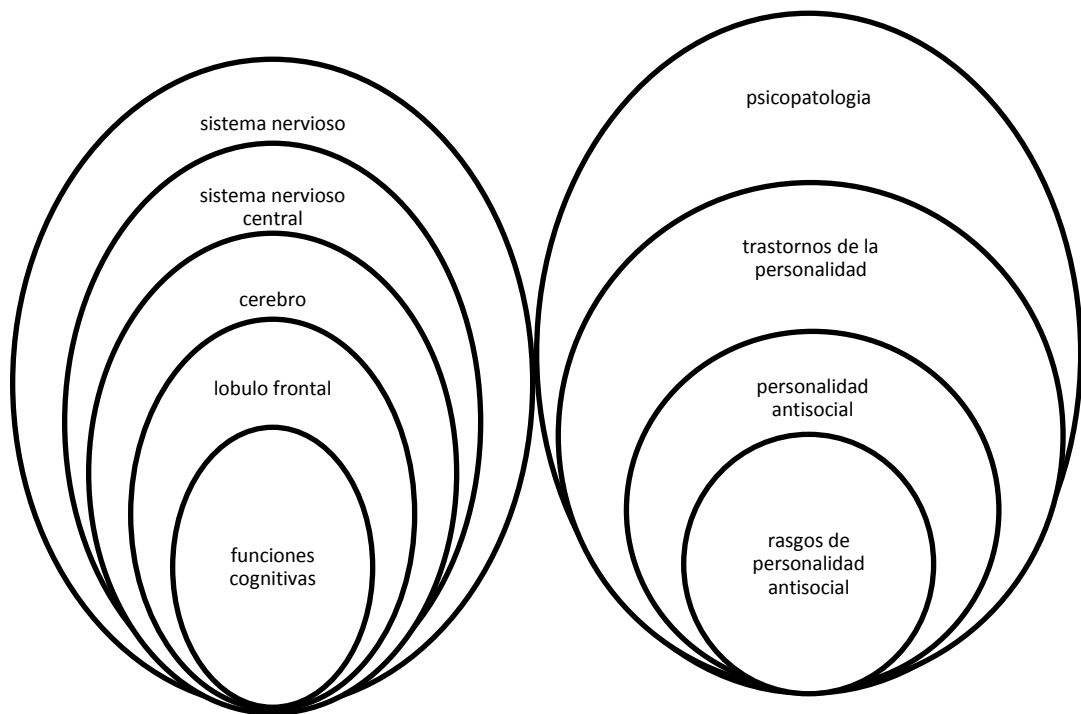 sistema nervioso
sistema nervioso
central
cerebro
lobulo frontal
funciones
cognitivas
psicopatologia
trastornos de la
personalidad
personalidad
antisocial
rasgos de
personalidad
antisocial